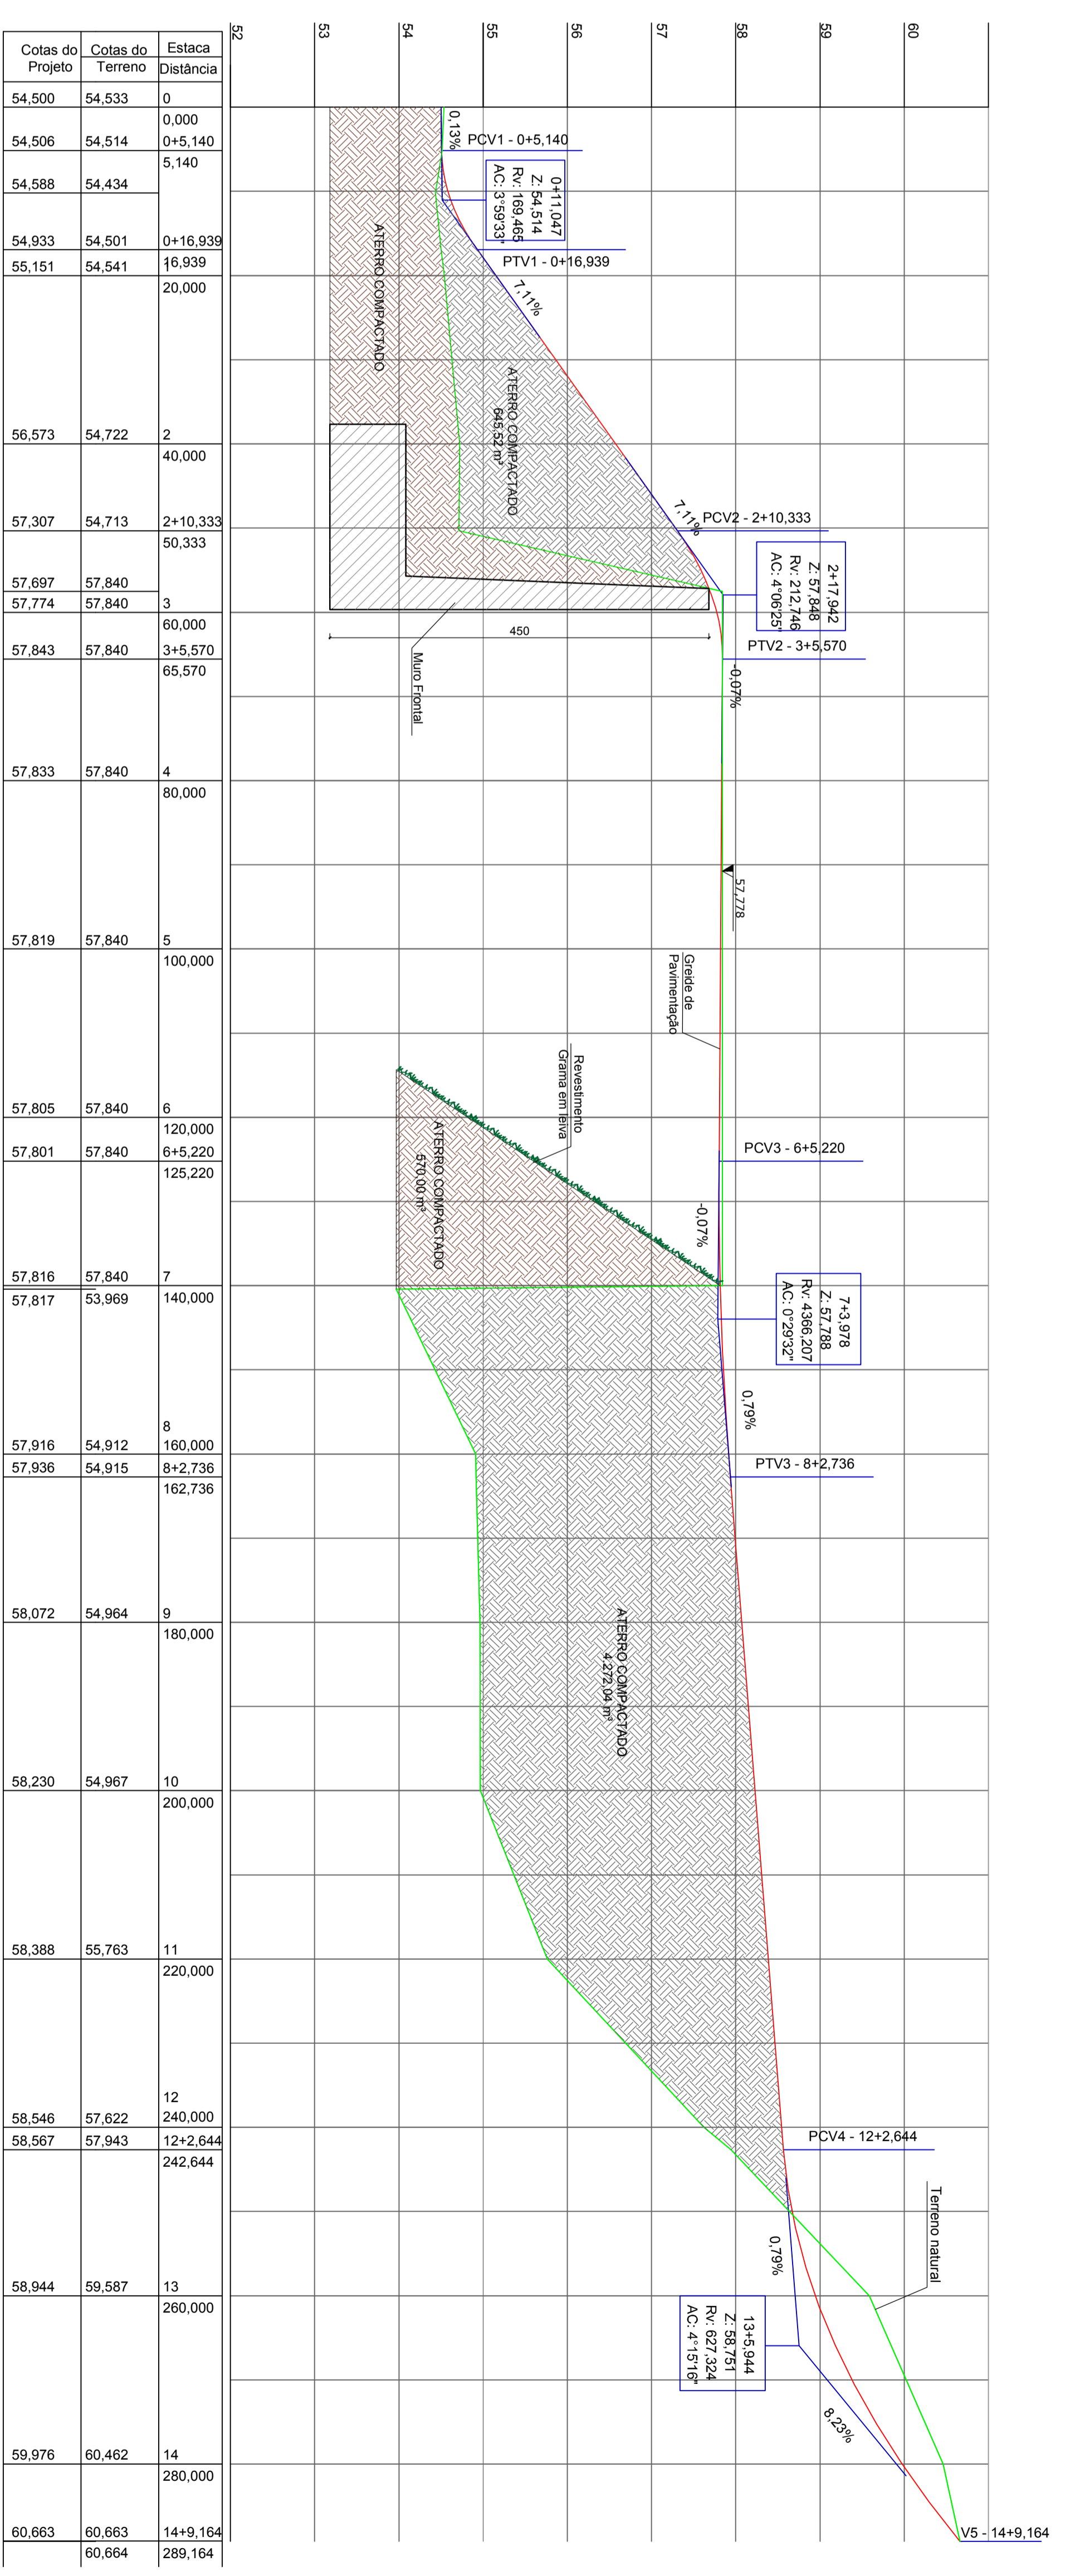 52
53
54
55
56
57
58
59
60
Cotas do
Projeto
Cotas do
Terreno
Estaca
Distância
54,500 54,533 0
0,000
54,506 54,514 0+5,140
5,140
54,588 54,434
54,933 54,501 0+16,939
16,939
55,151 54,541 1
20,000
56,573 54,722 2
40,000
57,307 54,713 2+10,333
50,333
57,697 57,840
57,774 57,840 3
60,000
57,843 57,840 3+5,570
65,570
57,833 57,840 4
80,000
57,819 57,840 5
100,000
57,805 57,840 6
120,000
57,801 57,840 6+5,220
125,220
57,816 57,840 7
57,817 53,969 140,000
8
57,916 54,912 160,000
57,936 54,915 8+2,736
162,736
58,072 54,964 9
180,000
58,230 54,967 10
200,000
58,388 55,763 11
220,000
12
58,546 57,622 240,000
58,567 57,943 12+2,644
242,644
58,944 59,587 13
260,000
59,976 60,462 14
280,000
60,663 60,663 14+9,164
60,664 289,164
0,13%
PCV1 - 0+5,140
0+11,047
Z: 54,514
Rv: 169,465
AC: 3°59'33"
PTV1 - 0+16,939
7,11%
ATERRO COMPACTADO
ATERRO COMPACTADO
645,52 m³
7,11%
PCV2 - 2+10,333
2+17,942
Z: 57,848
Rv: 212,746
AC: 4°06'25"
PTV2 - 3+5,570
-0,07%
450
Muro Frontal
57,778
Greide de
Pavimentação
Revestimento
Grama em leiva
ATERRO COMPACTADO
570,00 m³
PCV3 - 6+5,220
-0,07%
7+3,978
Z: 57,788
Rv: 4366,207
AC: 0°29'32"
0,79%
PTV3 - 8+2,736
ATERRO COMPACTADO
4.272,04 m³
PCV4 - 12+2,644
Terreno natural
0,79%
13+5,944
Z: 58,751
Rv: 627,324
AC: 4°15'16"
8,23%
V5 - 14+9,164